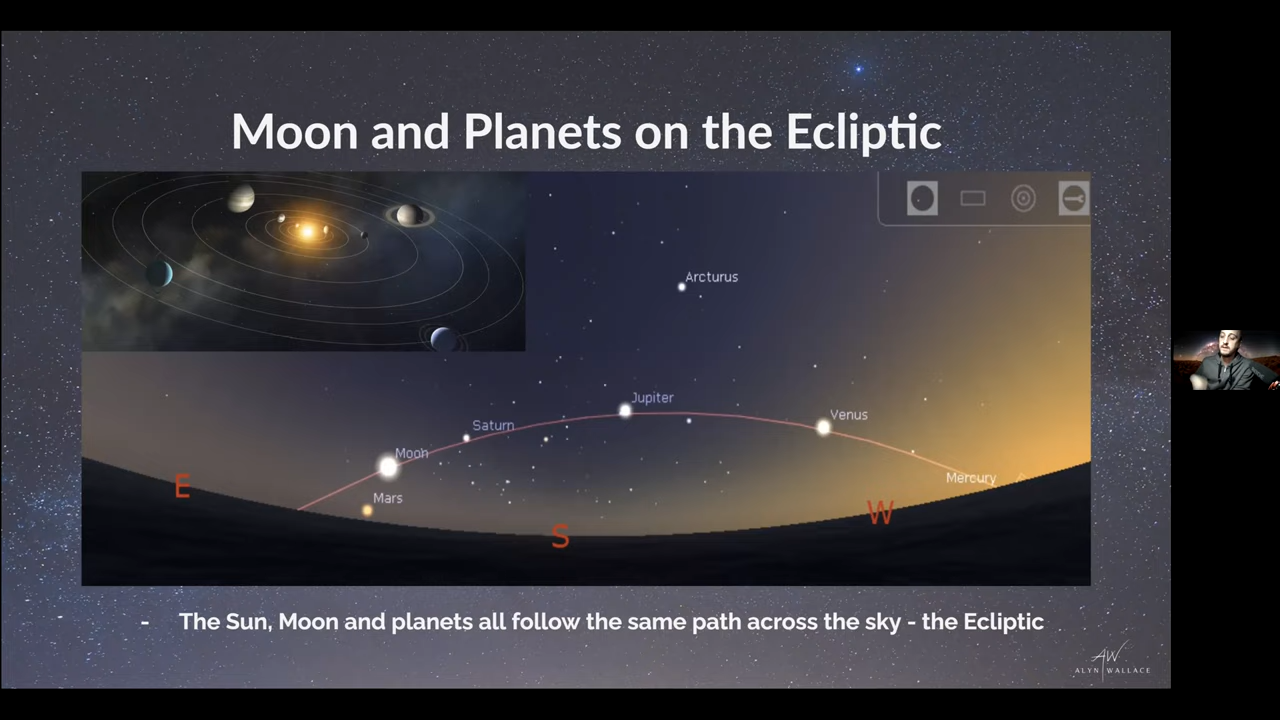 Moon and Planets on the Ecliptic
Arcturus
Jupiter
Venus
Saturn
Moon
Mercury
Mars
E
S
W
- The Sun, Moon and planets all follow the same path across the sky - the Ecliptic
AW
ALYN WALLACE